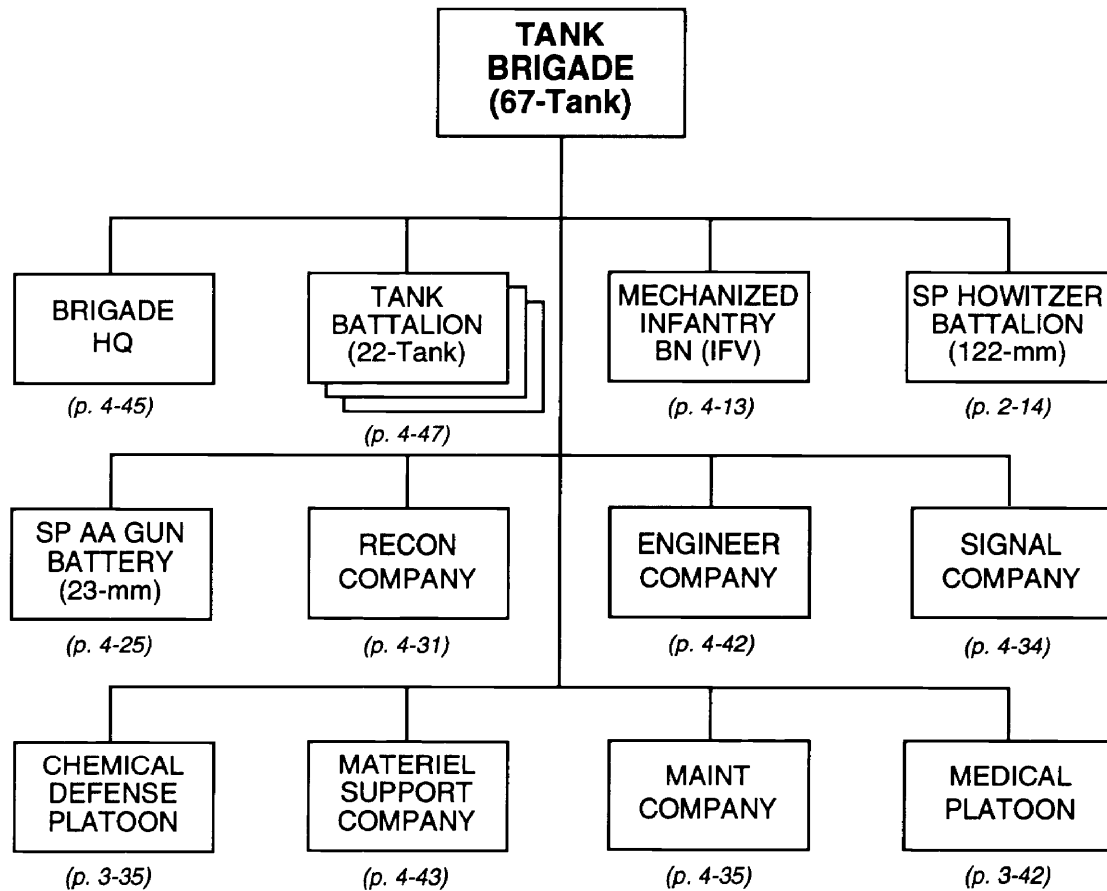 TANK
BRIGADE
(67-Tank)
BRIGADE
HQ
(p. 4-45)
TANK
BATTALION
(22-Tank)
(p. 4-47)
MECHANIZED
INFANTRY
BN (IFV)
(p. 4-13)
SP HOWITZER
BATTALION
(122-mm)
(p. 2-14)
SP AA GUN
BATTERY
(23-mm)
(p. 4-25)
RECON
COMPANY
(p. 4-31)
ENGINEER
COMPANY
(p. 4-42)
SIGNAL
COMPANY
(p. 4-34)
CHEMICAL
DEFENSE
PLATOON
(p. 3-35)
MATERIEL
SUPPORT
COMPANY
(p. 4-43)
MAINT
COMPANY
(p. 4-35)
MEDICAL
PLATOON
(p. 3-42)